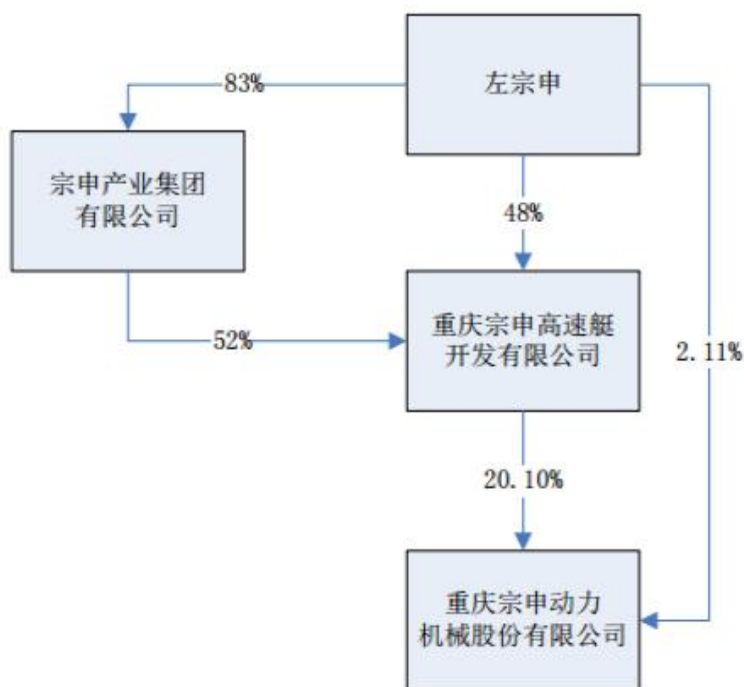 左宗申
83%
宗申产业集团
有限公司
48%
52%
重庆宗申高速艇
开发有限公司
2.11%
20.10%
重庆宗申动力
机械股份有限公司